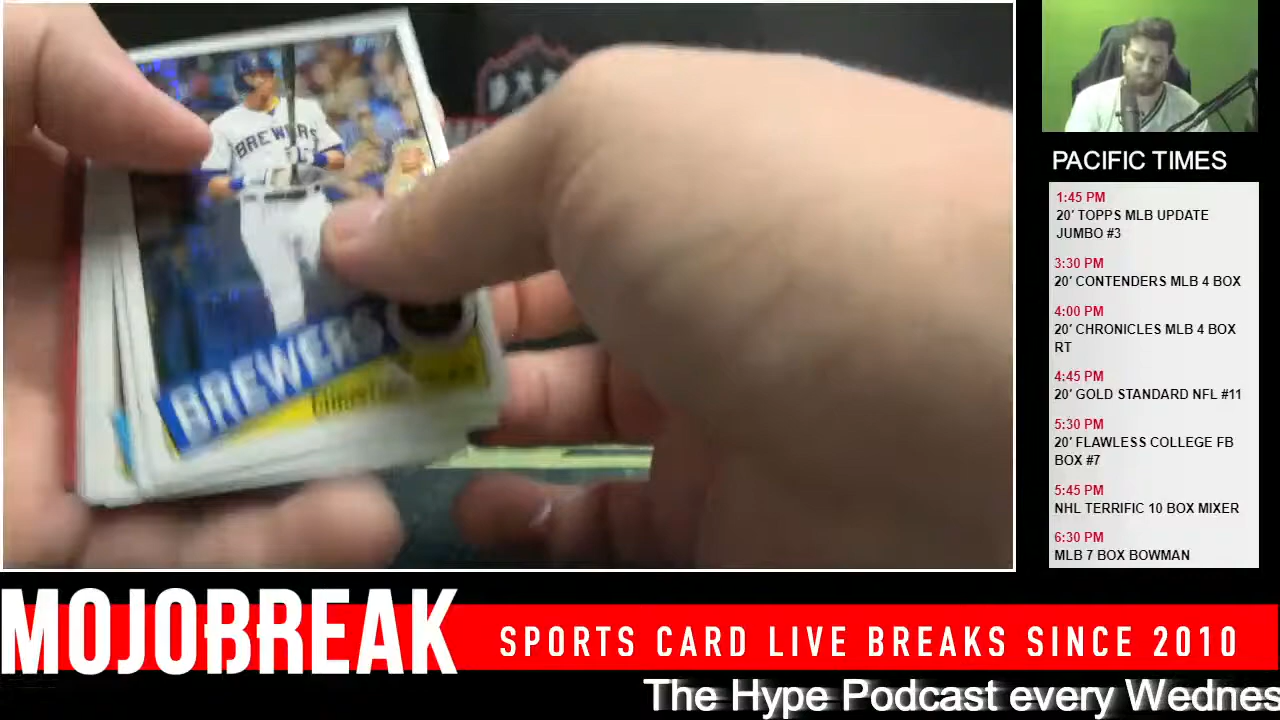 BREWERS
BREWERS
PACIFIC TIMES
1:45 PM
20' TOPPS MLB UPDATE
JUMBO #3
3:30 PM
20' CONTENDERS MLB 4 BOX
4:00 PM
20' CHRONICLES MLB 4 BOX
RT
4:45 PM
20' GOLD STANDARD NFL #11
5:30 PM
20' FLAWLESS COLLEGE FB
BOX #7
5:45 PM
NHL TERRIFIC 10 BOX MIXER
6:30 PM
MLB 7 BOX BOWMAN
MOJOBREAK
SPORTS CARD LIVE BREAKS SINCE 2010
The Hype Podcast every Wednes